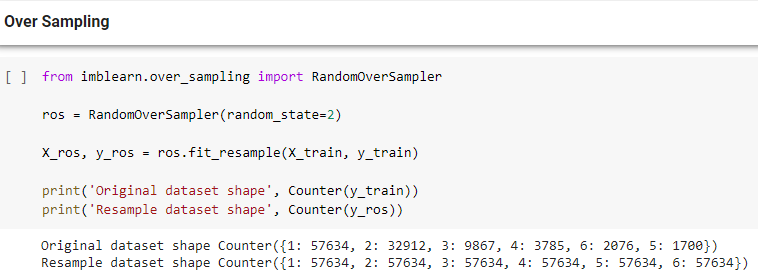 Over Sampling
[ ] from imblearn.over_sampling import RandomOverSampler
ros = RandomOverSampler(random_state=2)
X_ros, y_ros = ros.fit_resample(X_train, y_train)
print('Original dataset shape', Counter(y_train))
print('Resample dataset shape', Counter(y_ros))
Original dataset shape Counter({1: 57634, 2: 32912, 3: 9867, 4: 3785, 6: 2076, 5: 1700})
Resample dataset shape Counter({1: 57634, 2: 57634, 3: 57634, 4: 57634, 5: 57634, 6: 57634})